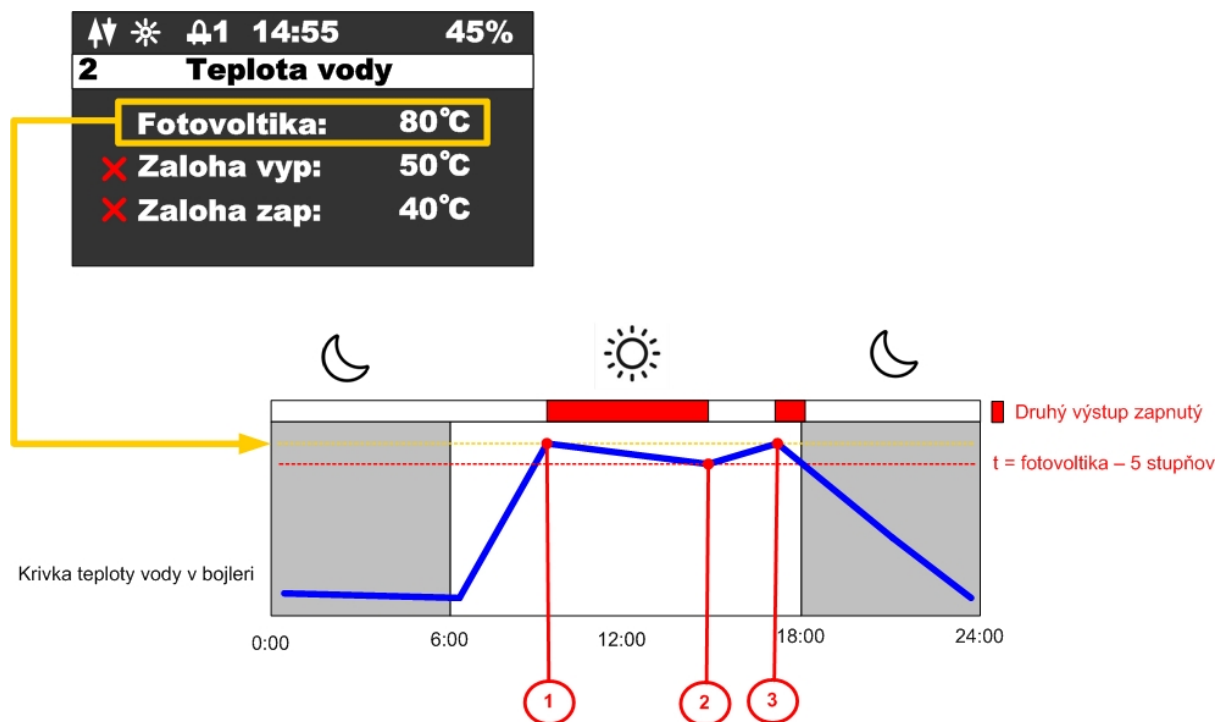 1 14:55 45%
2 Teplota vody
Fotovoltika: 80°C
Zaloha vyp: 50°C
Zaloha zap: 40°C
Druhý výstup zapnutý
t = fotovoltika – 5 stupňov
Krivka teploty vody v bojleri
0:00 6:00 12:00 18:00 24:00
1 2 3